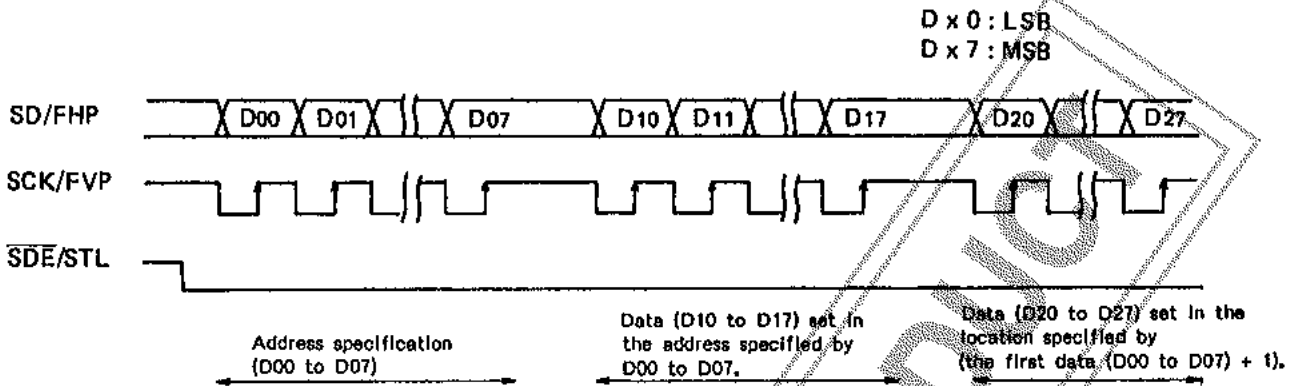 D x 0 : LSB
D x 7 : MSB
SD/FHP
D00
D01
D07
D10
D11
D17
D20
D27
SCK/FVP
SDE/STL
Address specification
(D00 to D07)
Data (D10 to D17) set in
the address specified by
D00 to D07.
Data (D20 to D27) set in the
location specified by
(the first data (D00 to D07) + 1).